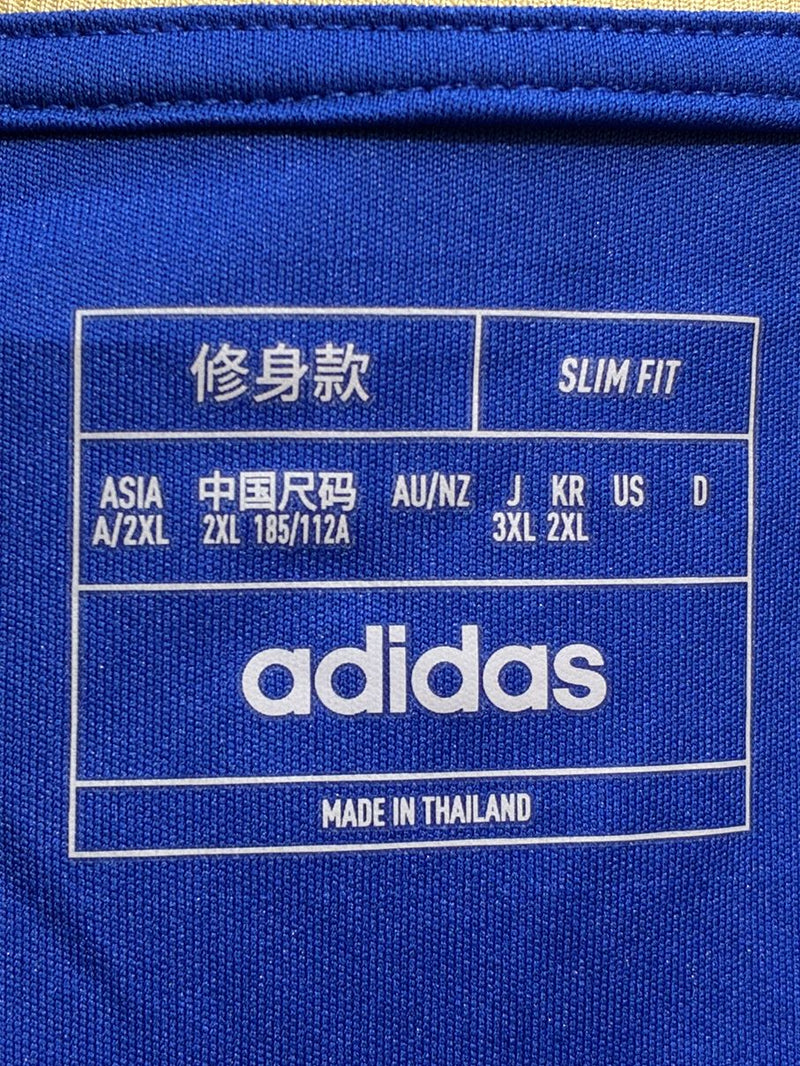 修身款 SLIM FIT
ASIA 中国尺码 AU/NZ J KR US D
A/2XL 2XL 185/112A 3XL 2XL
adidas
MADE IN THAILAND